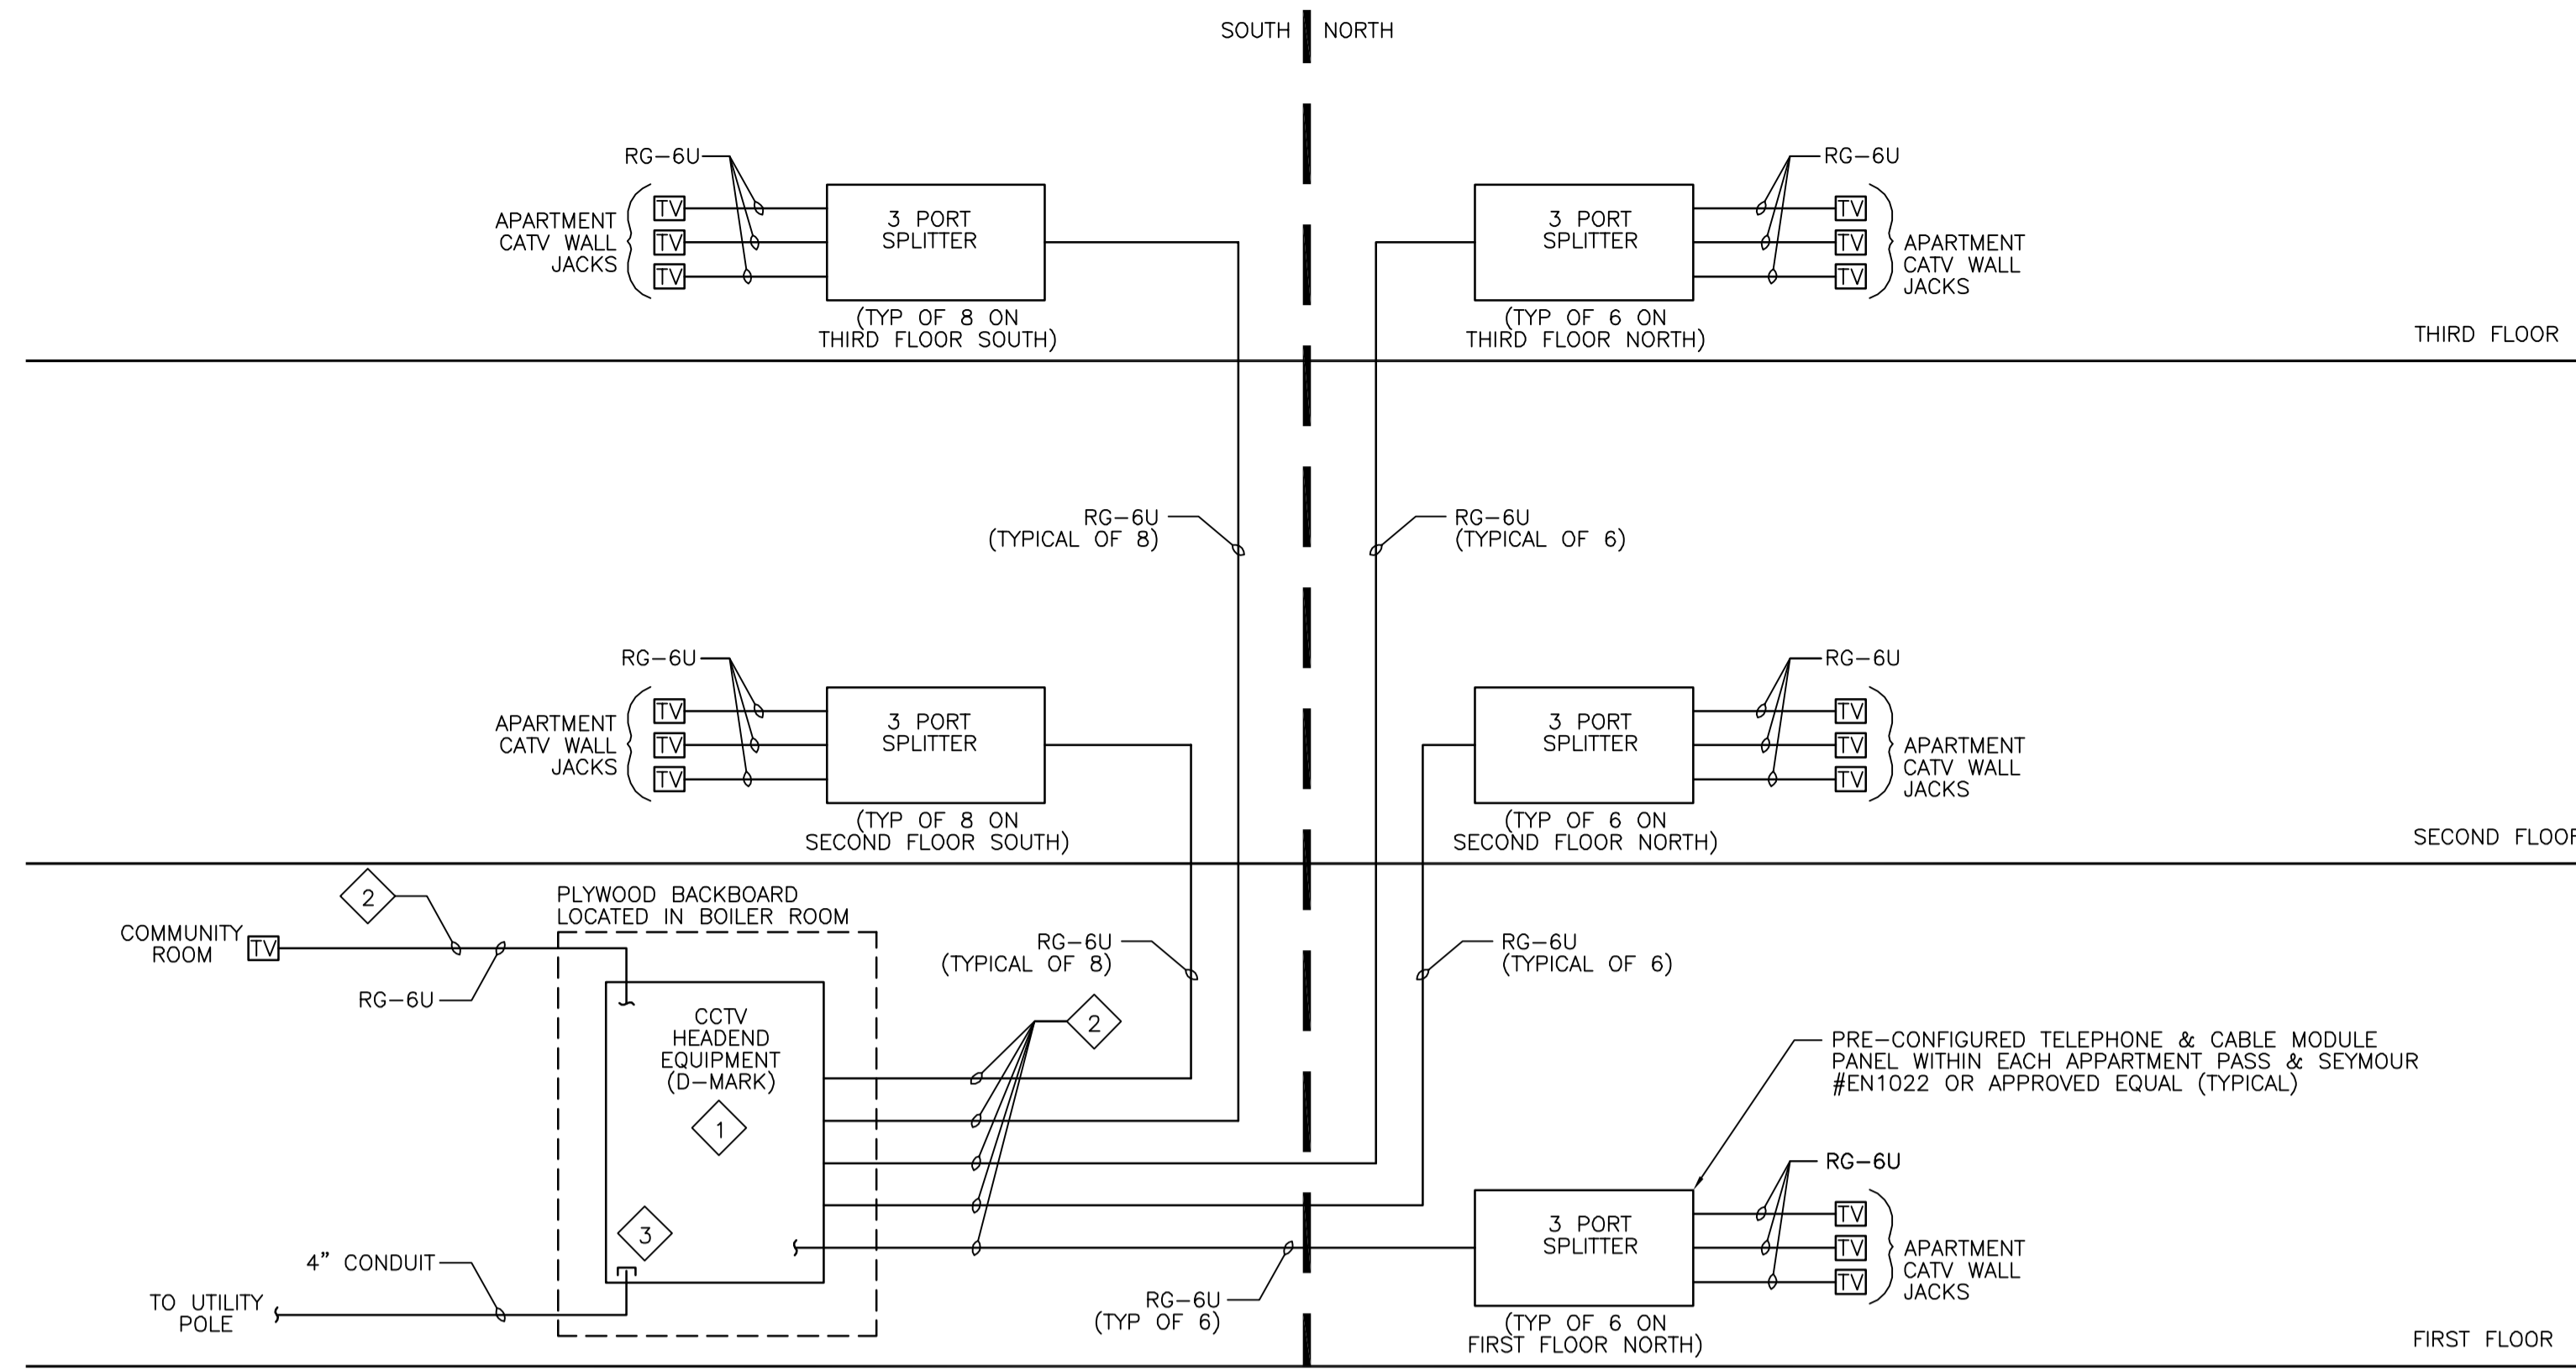 SOUTH
NORTH
RG-6U
APARTMENT
CATV WALL
JACKS
TV
TV
TV
3 PORT
SPLITTER
(TYP OF 8 ON
THIRD FLOOR SOUTH)
3 PORT
SPLITTER
(TYP OF 6 ON
THIRD FLOOR NORTH)
RG-6U
TV
TV
TV
APARTMENT
CATV WALL
JACKS
THIRD FLOOR
RG-6U
(TYPICAL OF 8)
RG-6U
(TYPICAL OF 6)
RG-6U
APARTMENT
CATV WALL
JACKS
TV
TV
TV
3 PORT
SPLITTER
(TYP OF 8 ON
SECOND FLOOR SOUTH)
3 PORT
SPLITTER
(TYP OF 6 ON
SECOND FLOOR NORTH)
RG-6U
TV
TV
TV
APARTMENT
CATV WALL
JACKS
SECOND FLOOR
2
COMMUNITY
ROOM
TV
RG-6U
PLYWOOD BACKBOARD
LOCATED IN BOILER ROOM
CCTV
HEADEND
EQUIPMENT
(D-MARK)
1
3
4" CONDUIT
TO UTILITY
POLE
RG-6U
(TYPICAL OF 8)
2
RG-6U
(TYPICAL OF 6)
RG-6U
(TYP OF 6)
PRE-CONFIGURED TELEPHONE & CABLE MODULE
PANEL WITHIN EACH APPARTMENT PASS & SEYMOUR
#EN1022 OR APPROVED EQUAL (TYPICAL)
3 PORT
SPLITTER
(TYP OF 6 ON
FIRST FLOOR NORTH)
RG-6U
TV
TV
TV
APARTMENT
CATV WALL
JACKS
FIRST FLOOR